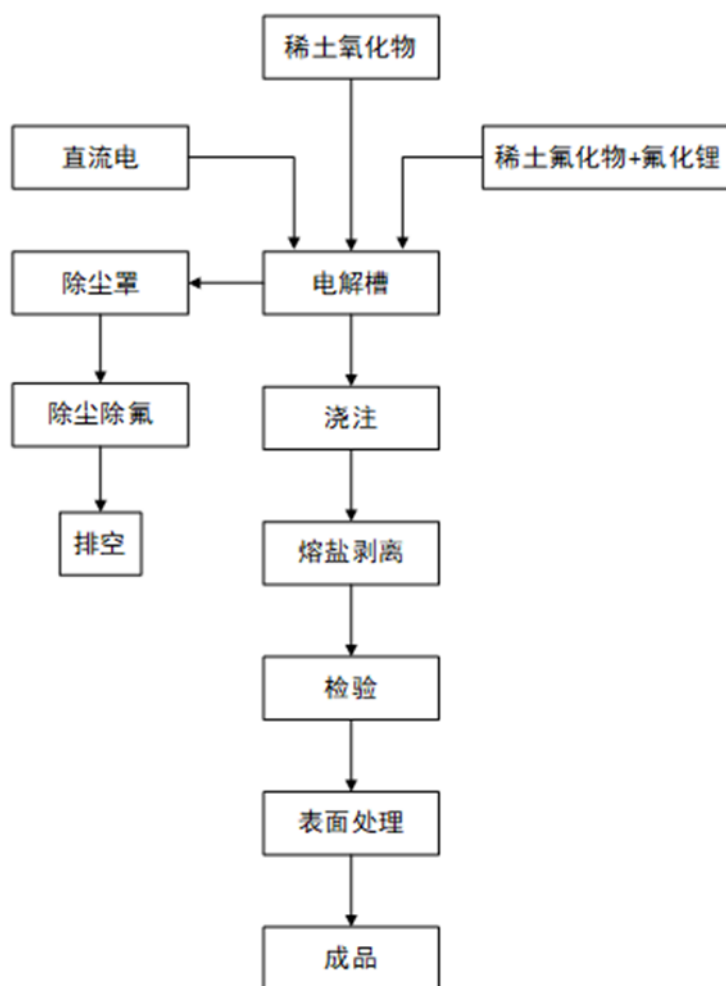 稀土氧化物
直流电
稀土氟化物+氟化锂
除尘罩
电解槽
除尘除氟
浇注
排空
熔盐剥离
检验
表面处理
成品